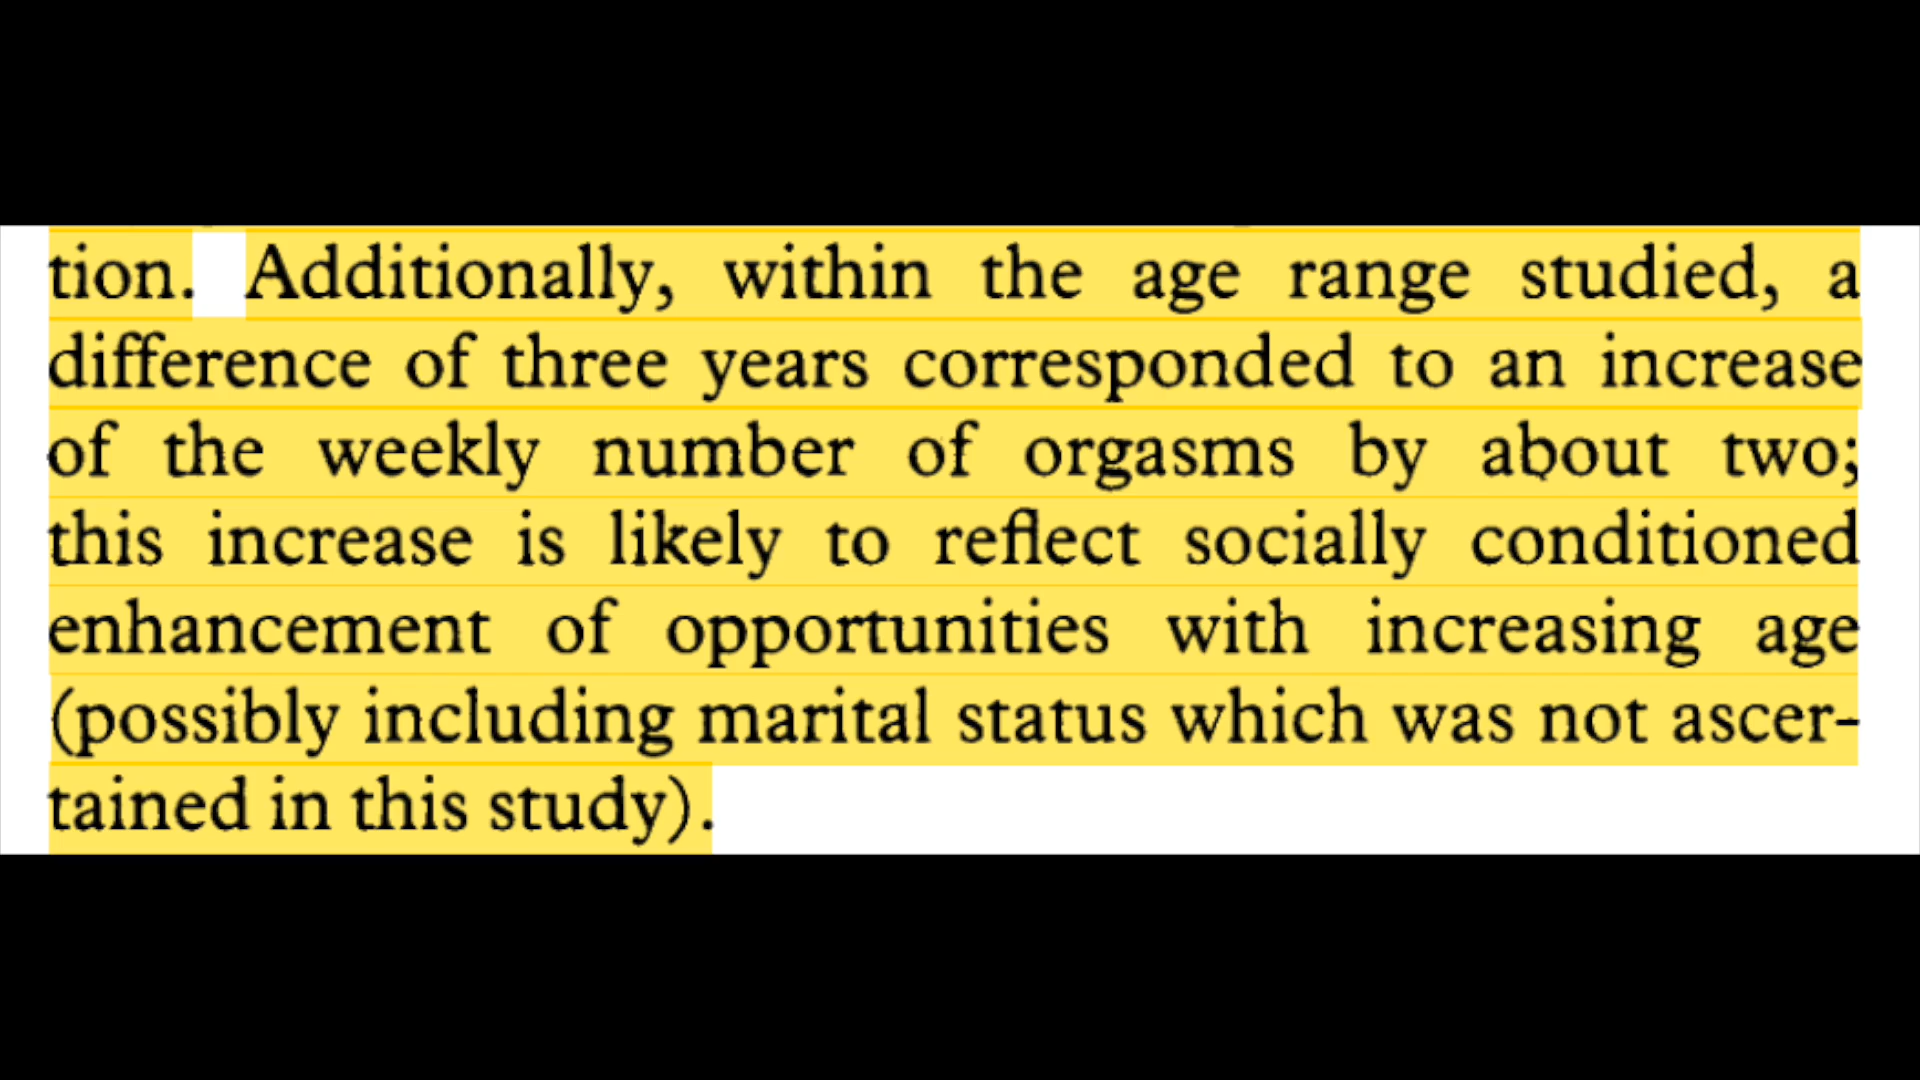 tion. Additionally, within the age range studied, a
difference of three years corresponded to an increase
of the weekly number of orgasms by about two;
this increase is likely to reflect socially conditioned
enhancement of opportunities with increasing age
(possibly including marital status which was not ascer-
tained in this study).